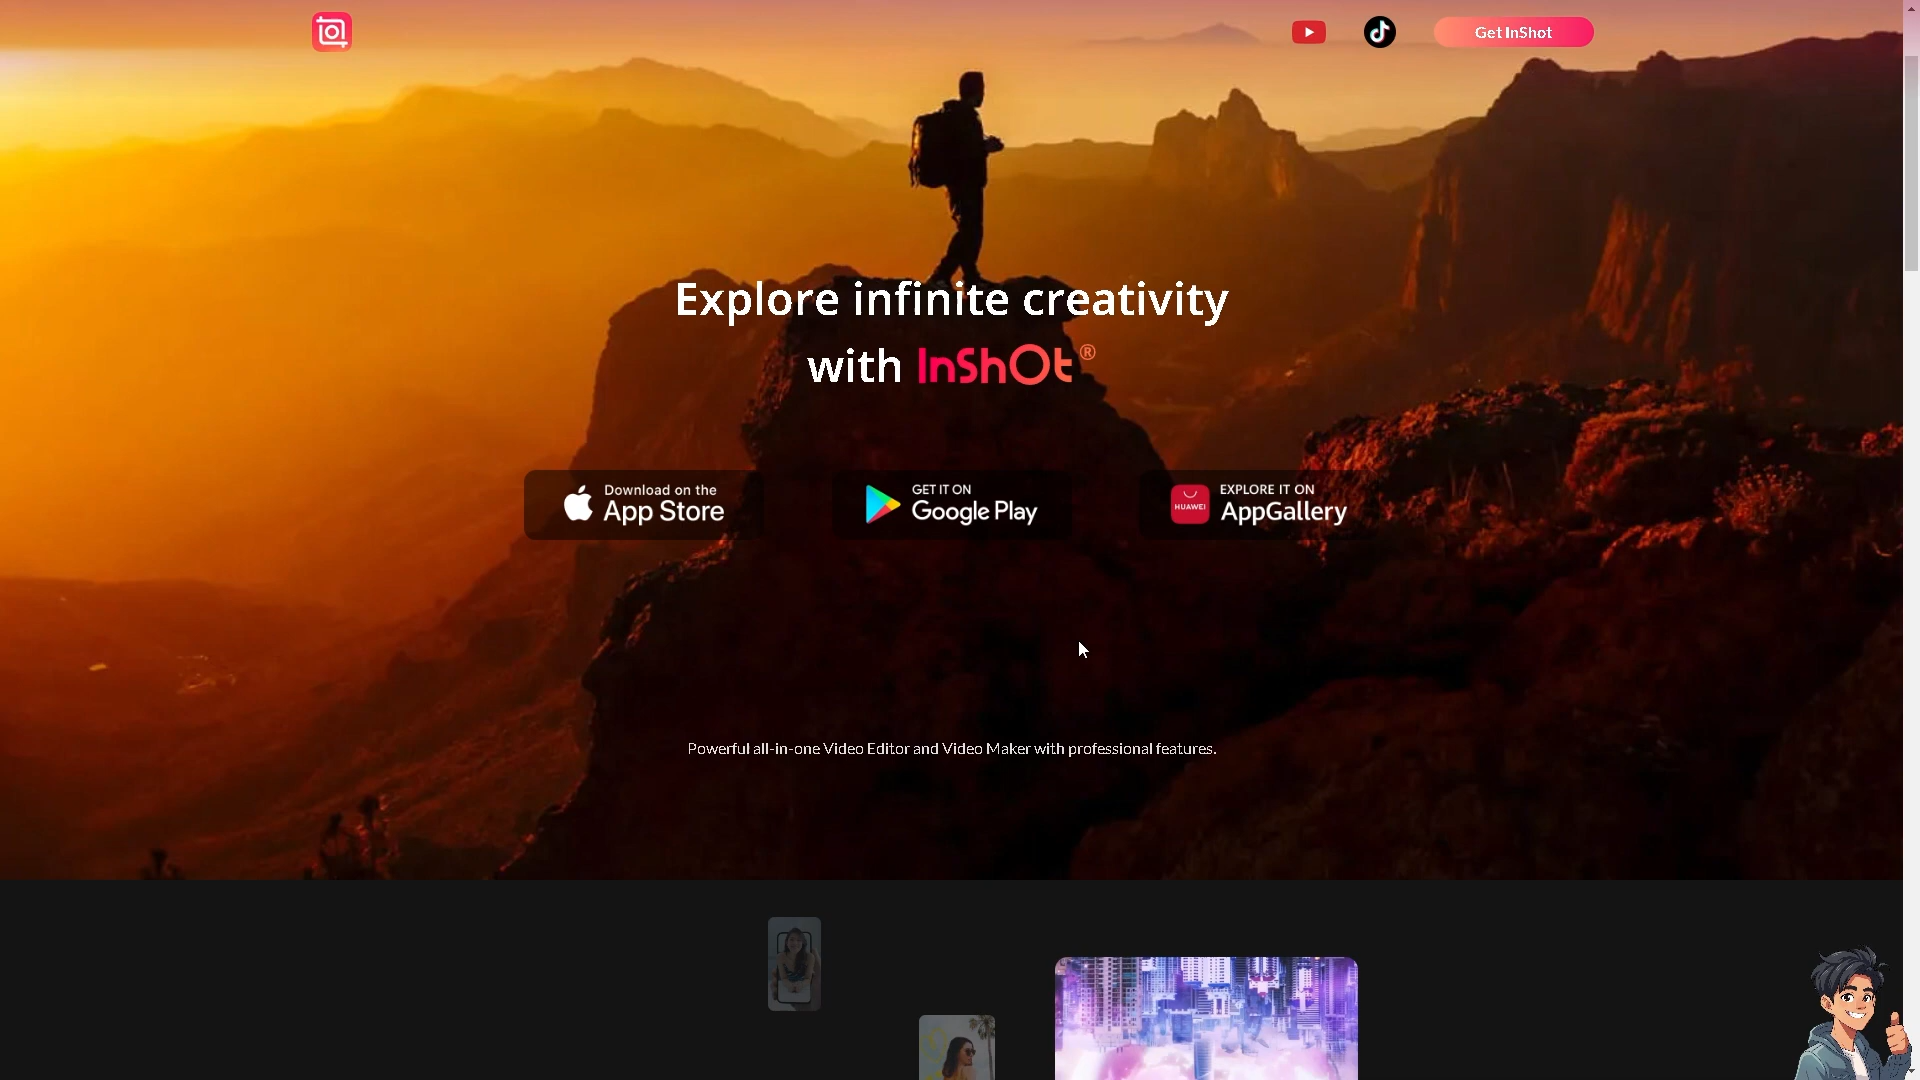 Get InShot
Explore infinite creativity
with InShOt®
Download on the
App Store
GET IT ON
Google Play
HUAWEI
EXPLORE IT ON
AppGallery
Powerful all-in-one Video Editor and Video Maker with professional features.